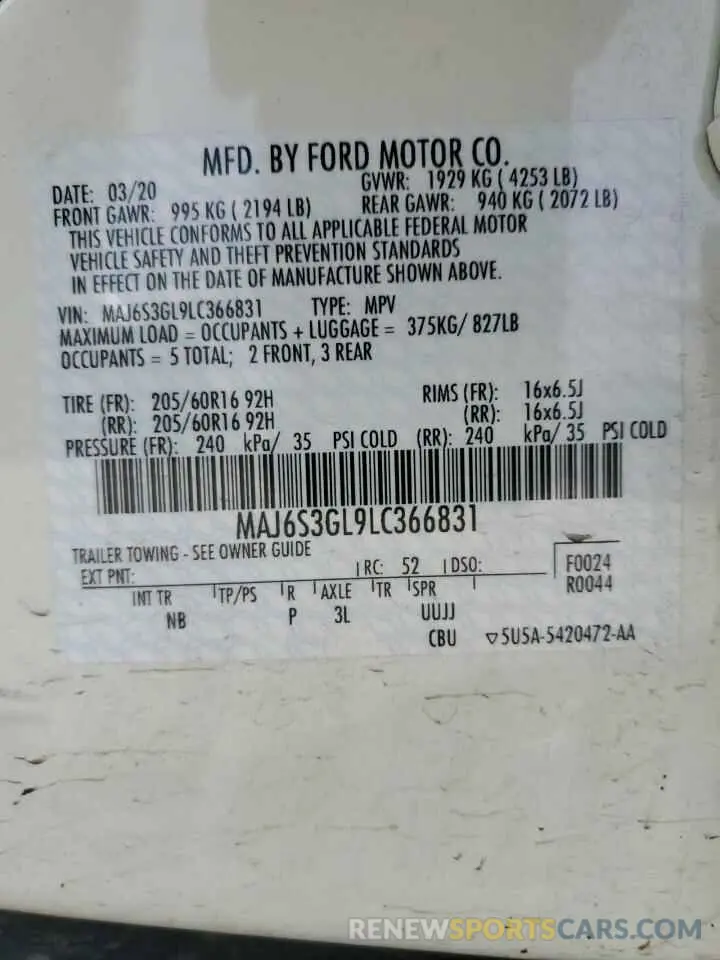 MFD. BY FORD MOTOR CO.
DATE: 03/20 GVWR: 1929 KG ( 4253 LB)
FRONT GAWR: 995 KG ( 2194 LB) REAR GAWR: 940 KG ( 2072 LB)
THIS VEHICLE CONFORMS TO ALL APPLICABLE FEDERAL MOTOR
VEHICLE SAFETY AND THEFT PREVENTION STANDARDS
IN EFFECT ON THE DATE OF MANUFACTURE SHOWN ABOVE.
VIN: MAJ6S3GL9LC366831 TYPE: MPV
MAXIMUM LOAD = OCCUPANTS + LUGGAGE = 375KG/ 827LB
OCCUPANTS = 5 TOTAL; 2 FRONT, 3 REAR
TIRE (FR): 205/60R16 92H RIMS (FR): 16x6.5J
(RR): 205/60R16 92H (RR): 16x6.5J
PRESSURE (FR): 240 kPa/ 35 PSI COLD (RR): 240 kPa/ 35 PSI COLD
MAJ6S3GL9LC366831
TRAILER TOWING - SEE OWNER GUIDE
EXT PNT: RC: 52 DSO: F0024
R0044
INT TR TP/PS R AXLE TR SPR
NB P 3L UUJJ
CBU ▽5U5A-5420472-AA
RENEWSPORTSCARS.COM